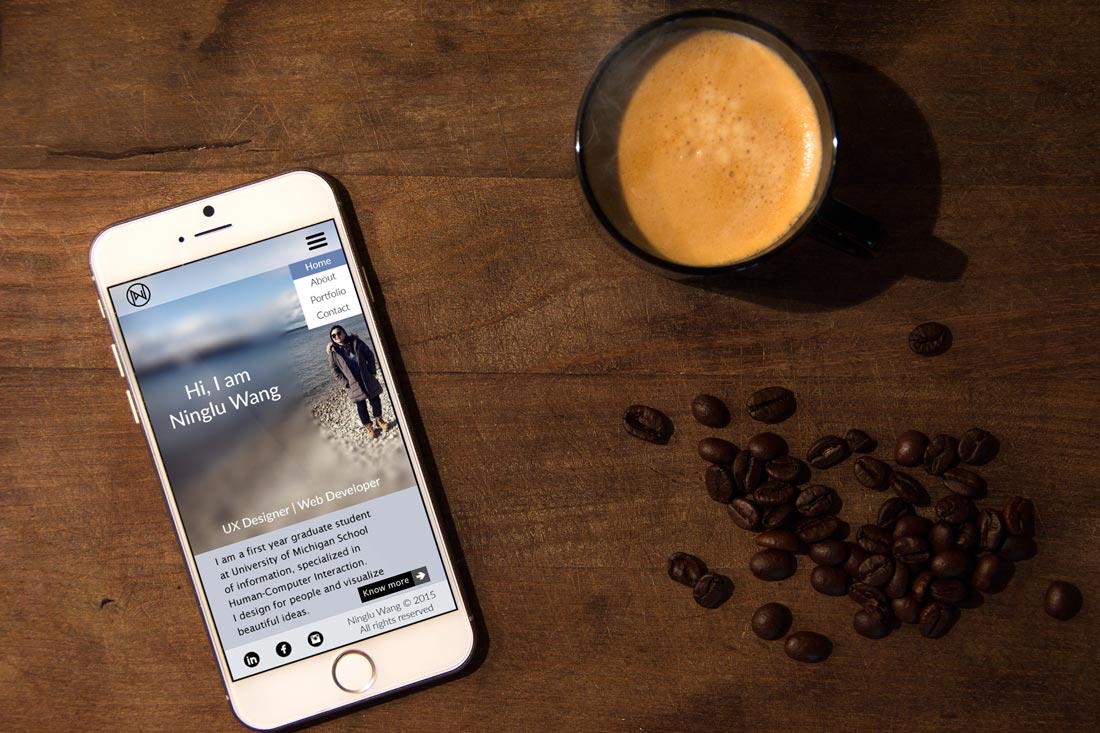 Home
About
Portfolio
Contact
Hi, I am
Ninglu Wang
UX Designer | Web Developer
I am a first year graduate student
at University of Michigan School
of information, specialized in
Human-Computer Interaction.
I design for people and visualize
beautiful ideas.
Know more
Ninglu Wang © 2015
All rights reserved.